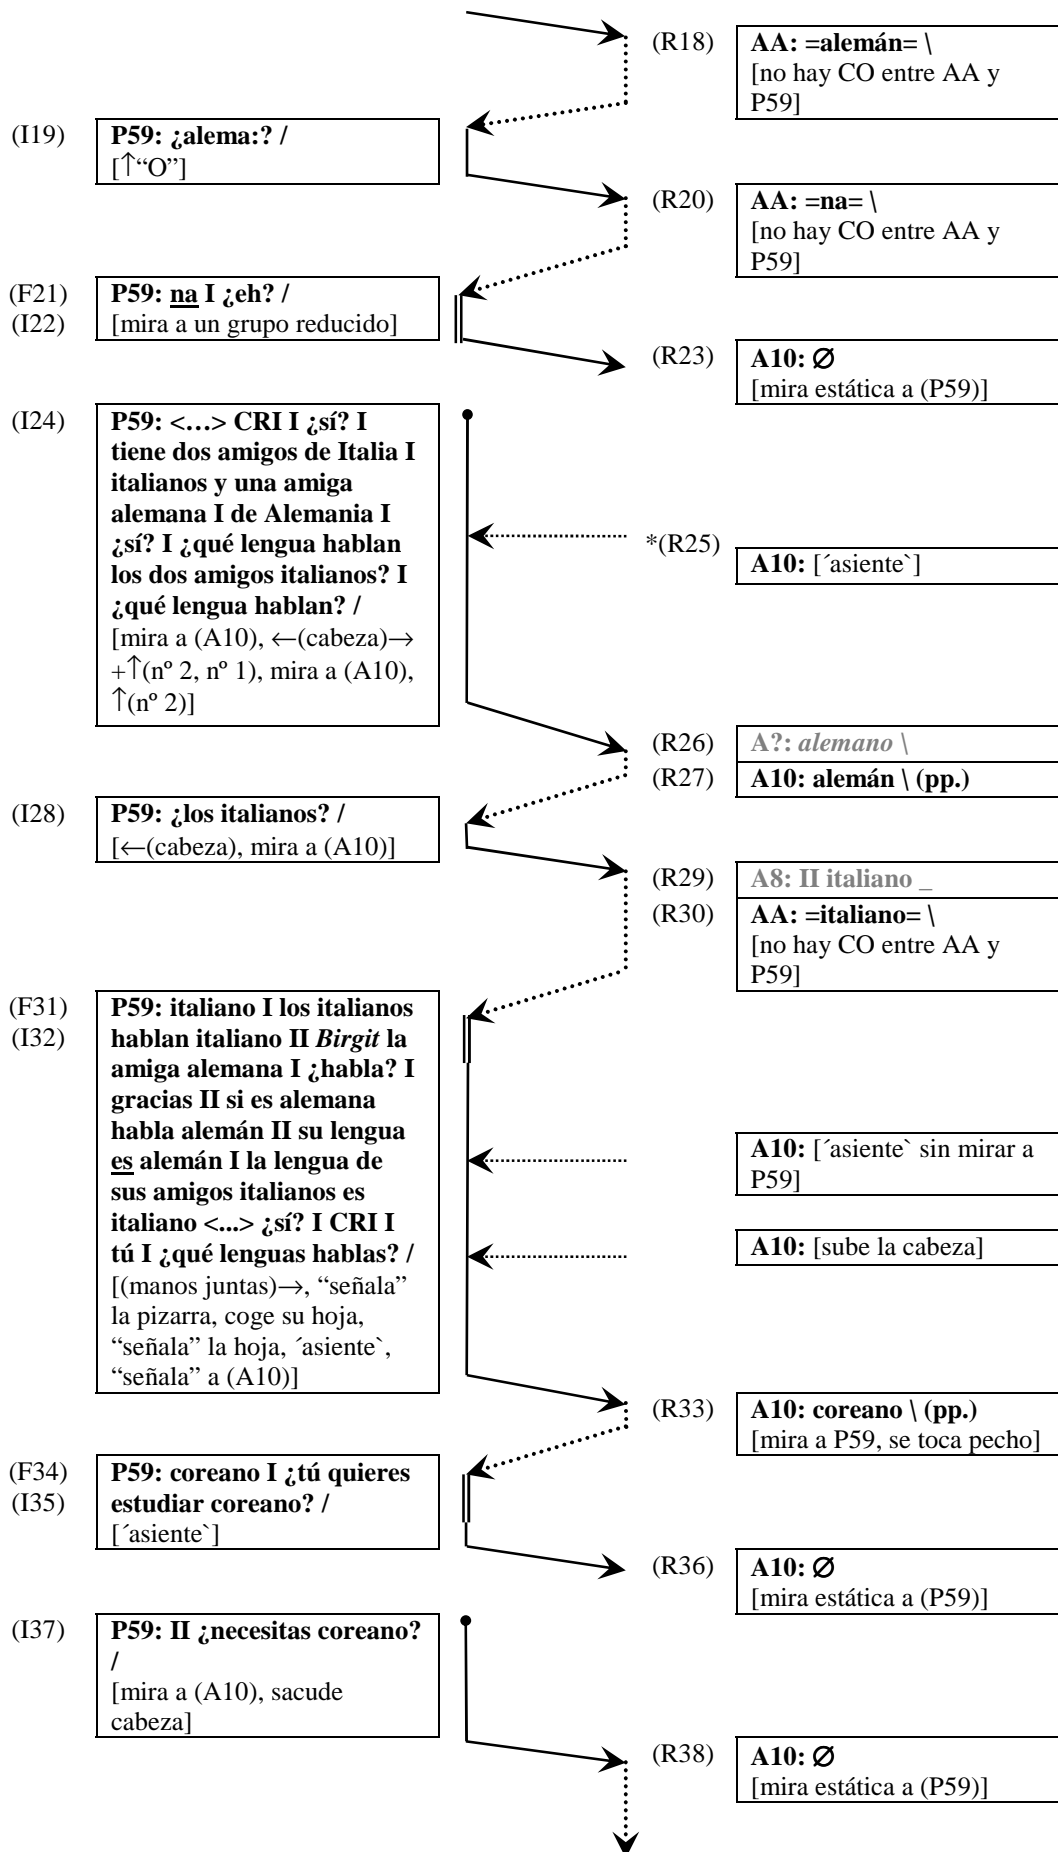 (R18)
AA: =alemán= \
[no hay CO entre AA y
P59]
(I19)
P59: ¿alema:? /
[↑“O”]
(R20)
AA: =na= \
[no hay CO entre AA y
P59]
(F21)
(I22)
P59: na I ¿eh? /
[mira a un grupo reducido]
(R23)
A10: Ø
[mira estática a (P59)]
(I24)
P59: <…> CRI I ¿sí? I
tiene dos amigos de Italia I
italianos y una amiga
alemana I de Alemania I
¿sí? I ¿qué lengua hablan
los dos amigos italianos? I
¿qué lengua hablan? /
[mira a (A10), ←(cabeza)→
+↑(nº 2, nº 1), mira a (A10),
↑(nº 2)]
*(R25)
A10: [´asiente`]
(R26)
A?: alemano \
(R27)
A10: alemán \ (pp.)
(I28)
P59: ¿los italianos? /
[←(cabeza), mira a (A10)]
(R29)
A8: II italiano _
(R30)
AA: =italiano= \
[no hay CO entre AA y
P59]
(F31)
(I32)
P59: italiano I los italianos
hablan italiano II Birgit la
amiga alemana I ¿habla? I
gracias II si es alemana
habla alemán II su lengua
es alemán I la lengua de
sus amigos italianos es
italiano <...> ¿sí? I CRI I
tú I ¿qué lenguas hablas? /
[(manos juntas)→, “señala”
la pizarra, coge su hoja,
“señala” la hoja, ´asiente`,
“señala” a (A10)]
A10: [´asiente` sin mirar a
P59]
A10: [sube la cabeza]
(R33)
A10: coreano \ (pp.)
[mira a P59, se toca pecho]
(F34)
(I35)
P59: coreano I ¿tú quieres
estudiar coreano? /
[´asiente`]
(R36)
A10: Ø
[mira estática a (P59)]
(I37)
P59: II ¿necesitas coreano?
/
[mira a (A10), sacude
cabeza]
(R38)
A10: Ø
[mira estática a (P59)]